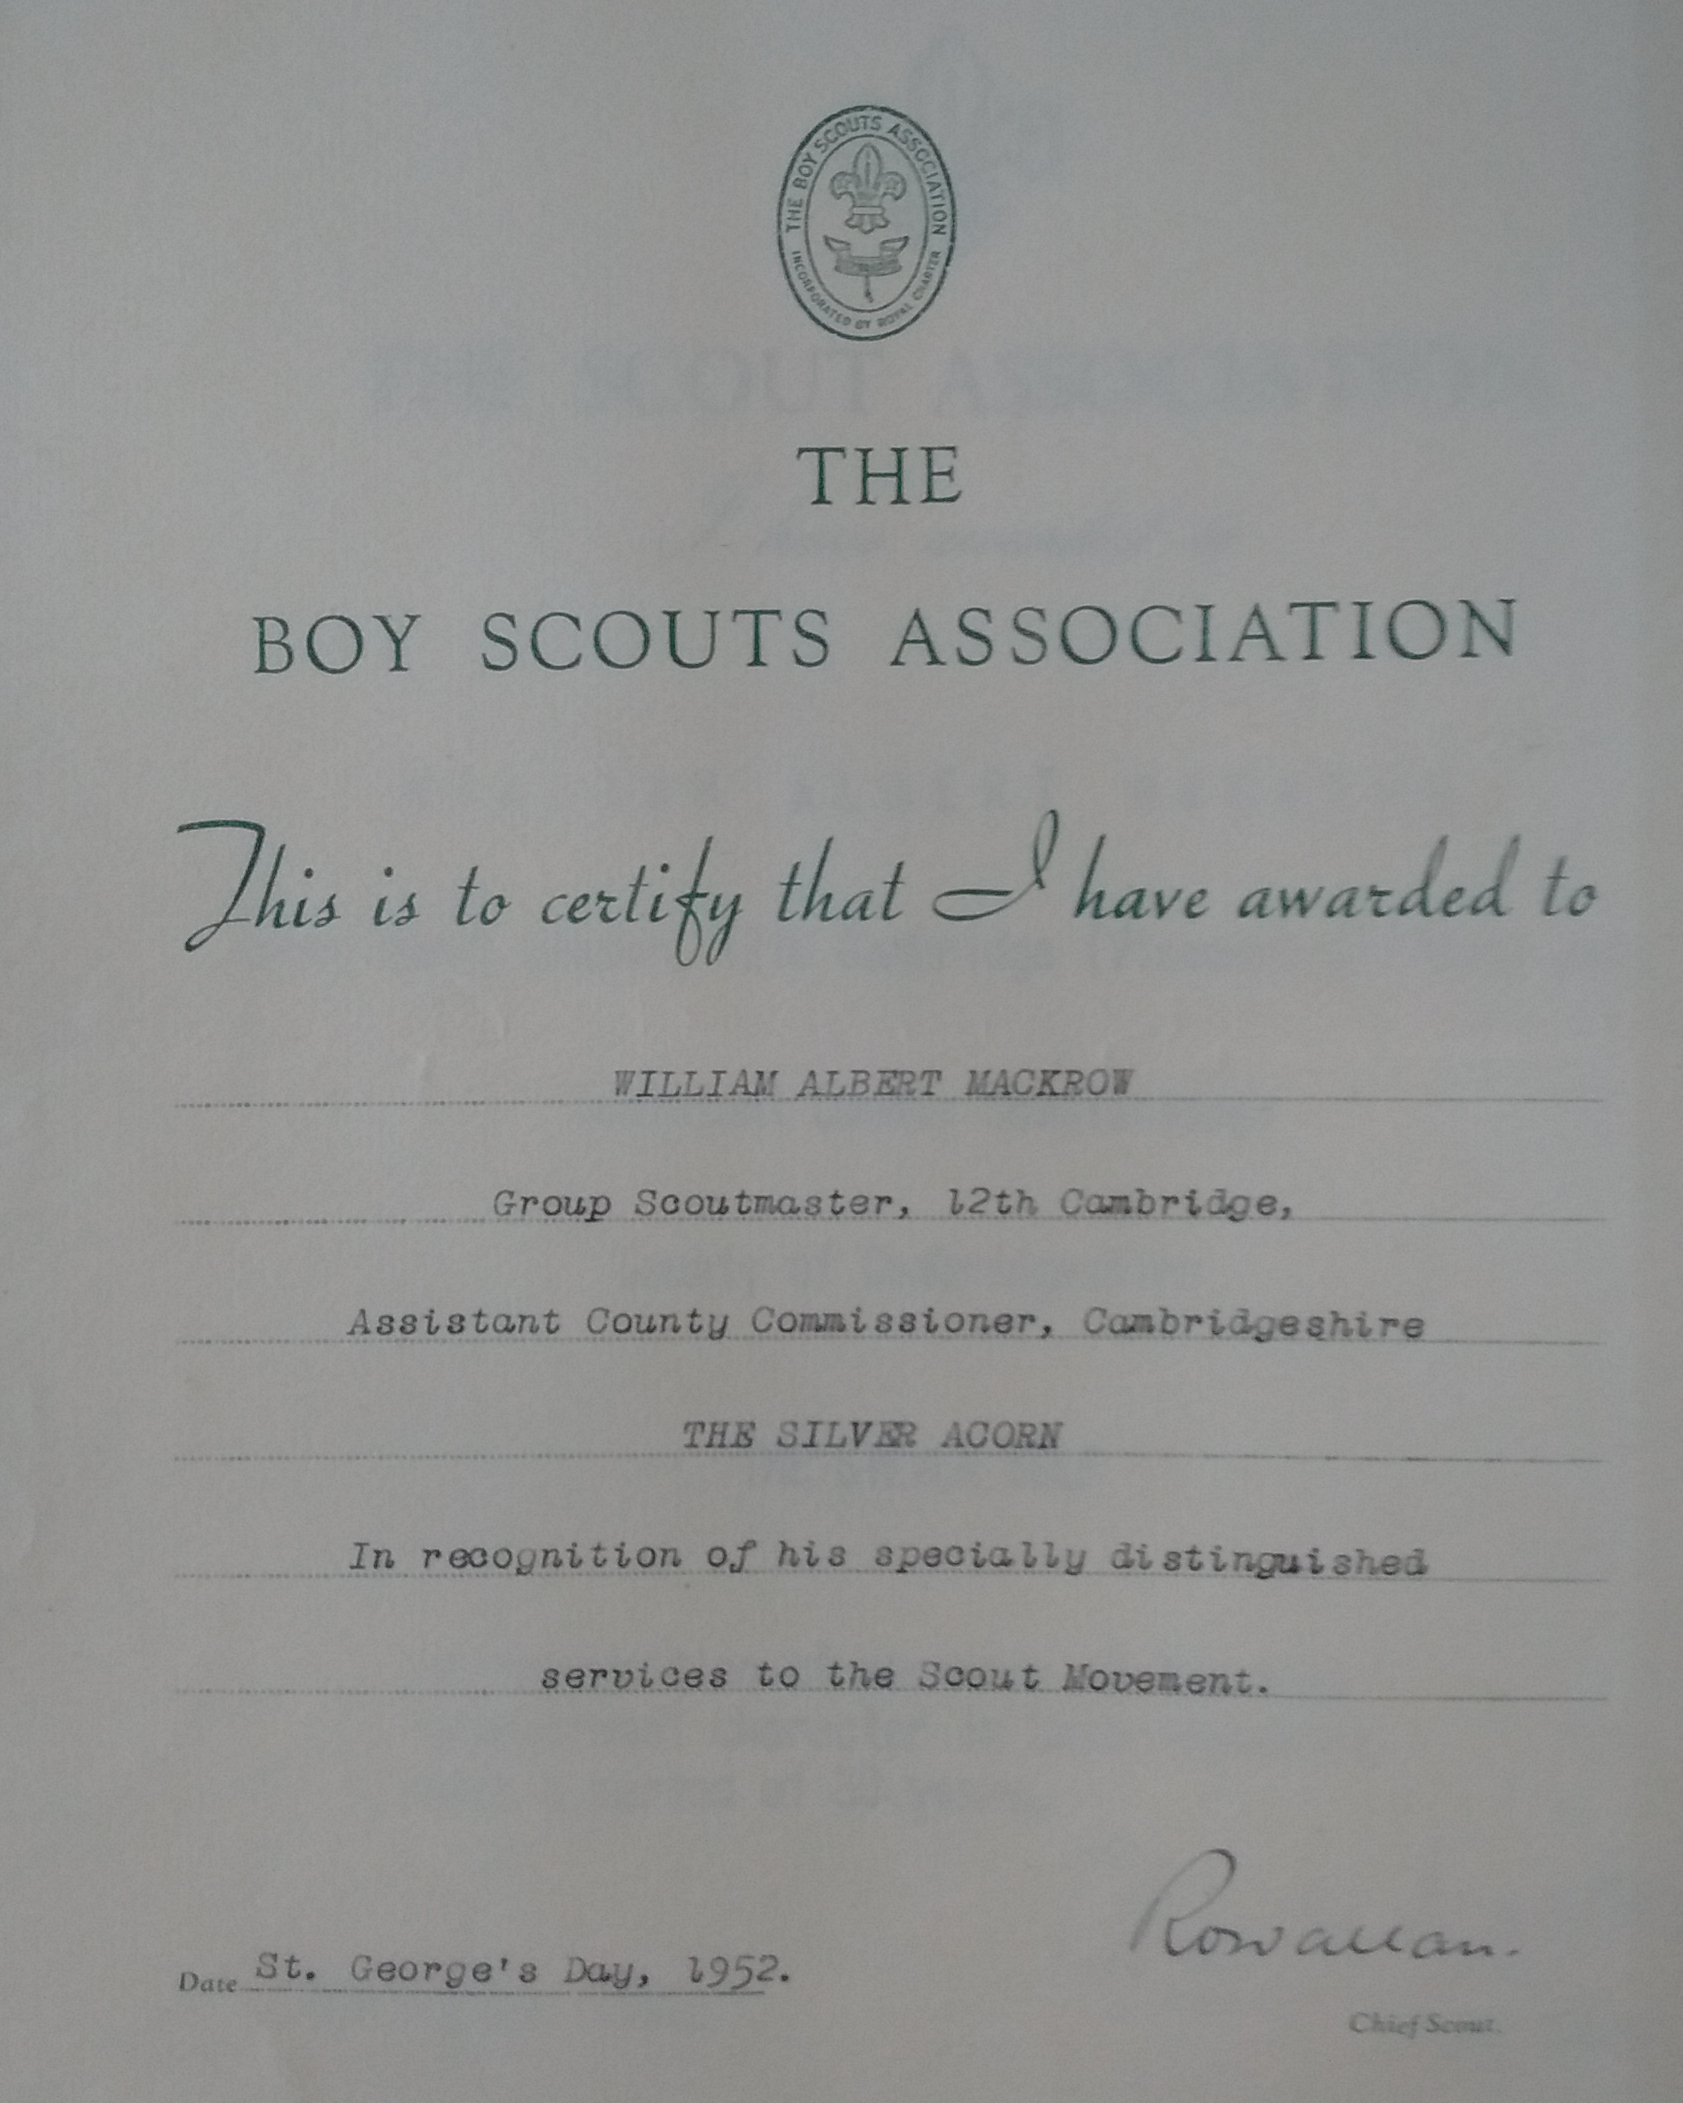 THE BOY SCOUTS ASSOCIATION
INCORPORATED BY ROYAL CHARTER
THE
BOY SCOUTS ASSOCIATION
This is to certify that I have awarded to
WILLIAM ALBERT MACKROW
Group Scoutmaster, 12th Cambridge,
Assistant County Commissioner, Cambridgeshire
THE SILVER ACORN
In recognition of his specially distinguished
services to the Scout Movement.
Rowallan.
Date St. George's Day, 1952.
Chief Scout.